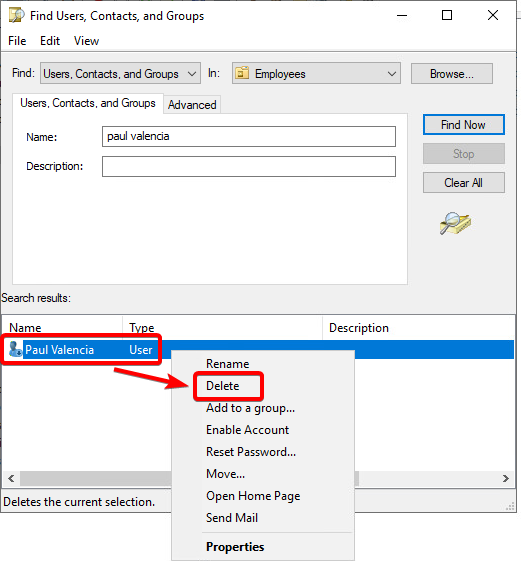 Find Users, Contacts, and Groups
File Edit View
Find: Users, Contacts, and Groups In: Employees Browse...
Users, Contacts, and Groups Advanced
Name: paul valencia
Description:
Find Now
Stop
Clear All
Search results:
Name Type Description
Paul Valencia User
Rename
Delete
Add to a group...
Enable Account
Reset Password...
Move...
Open Home Page
Send Mail
Properties
Deletes the current selection.